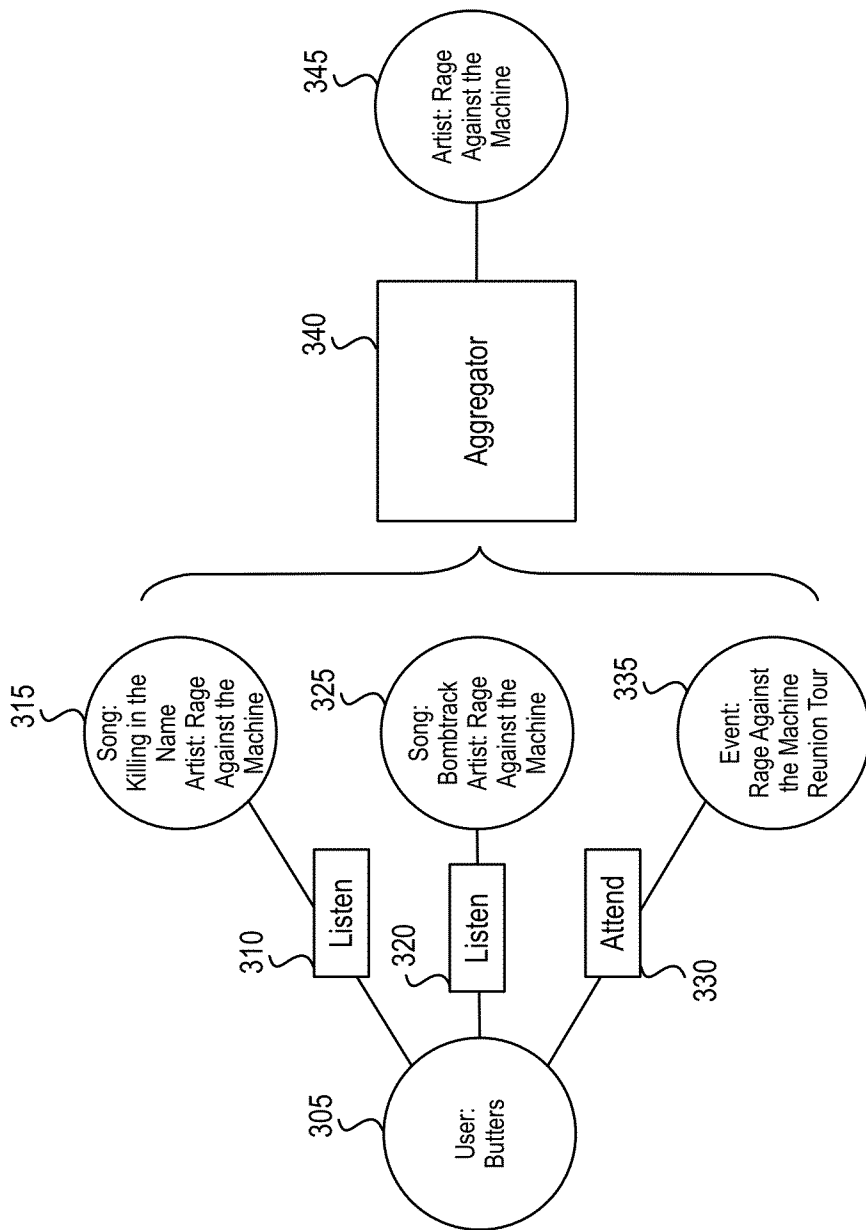 305
User:
Butters
310
Listen
320
Listen
330
Attend
315
Song:
Killing in the
Name
Artist: Rage
Against the
Machine
325
Song:
Bombtrack
Artist: Rage
Against the
Machine
335
Event:
Rage Against
the Machine
Reunion Tour
340
Aggregator
345
Artist: Rage
Against the
Machine